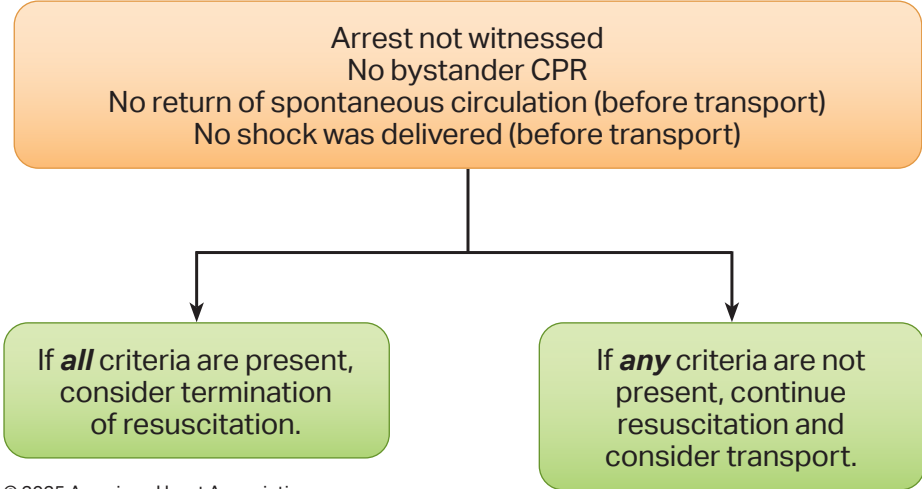 Arrest not witnessed
No bystander CPR
No return of spontaneous circulation (before transport)
No shock was delivered (before transport)
If all criteria are present,
consider termination
of resuscitation.
If any criteria are not
present, continue
resuscitation and
consider transport.